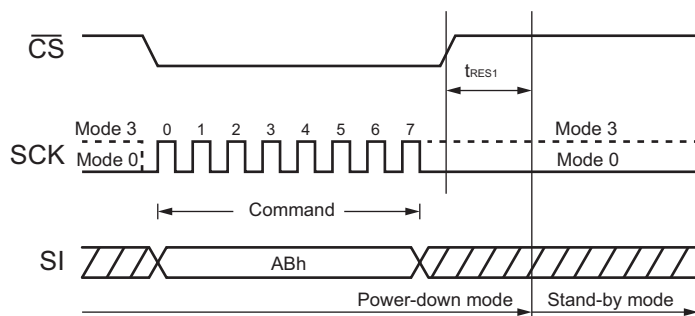 CS
tRES1
Mode 3
0 1 2 3 4 5 6 7
Mode 3
SCK
Mode 0
Mode 0
Command
SI
ABh
Power-down mode
Stand-by mode